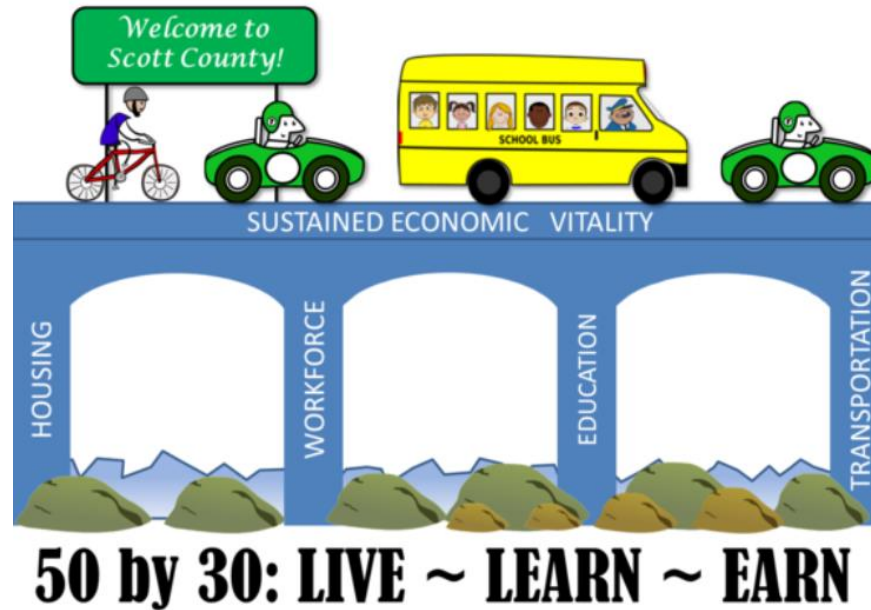 Welcome to
Scott County!
SCHOOL BUS
SUSTAINED ECONOMIC VITALITY
HOUSING
WORKFORCE
EDUCATION
TRANSPORTATION
50 by 30: LIVE ~ LEARN ~ EARN